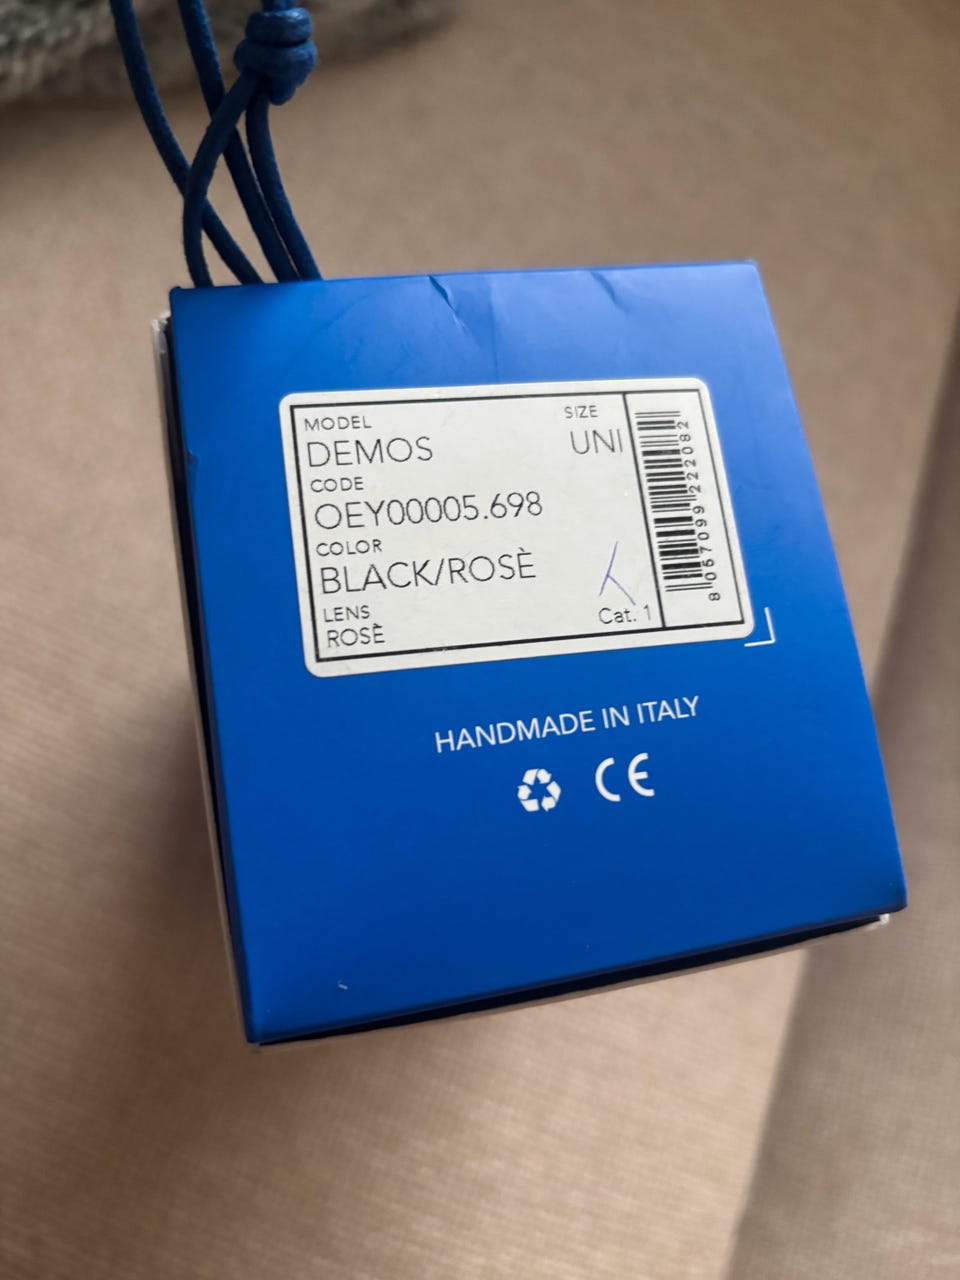 MODEL
DEMOS
SIZE
UNI
CODE
OEY00005.698
COLOR
BLACK/ROSÈ
LENS
ROSÈ
Cat. 1
8 057099 222082
HANDMADE IN ITALY
CE